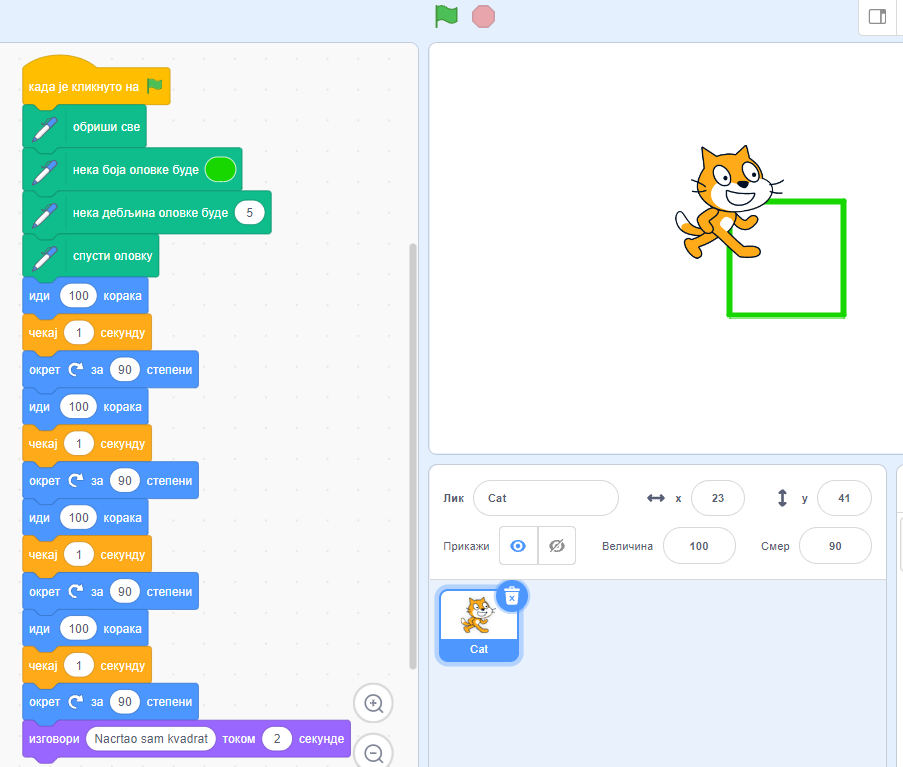 када је кликнуто на
обриши све
нека боја оловке буде
нека дебљина оловке буде 5
спусти оловку
иди 100 корака
чекај 1 секунду
окрет за 90 степени
иди 100 корака
чекај 1 секунду
окрет за 90 степени
иди 100 корака
чекај 1 секунду
окрет за 90 степени
иди 100 корака
чекај 1 секунду
окрет за 90 степени
изговори Nacrtao sam kvadrat током 2 секунде
Лик Cat x 23 y 41
Прикажи Величина 100 Смер 90
Cat